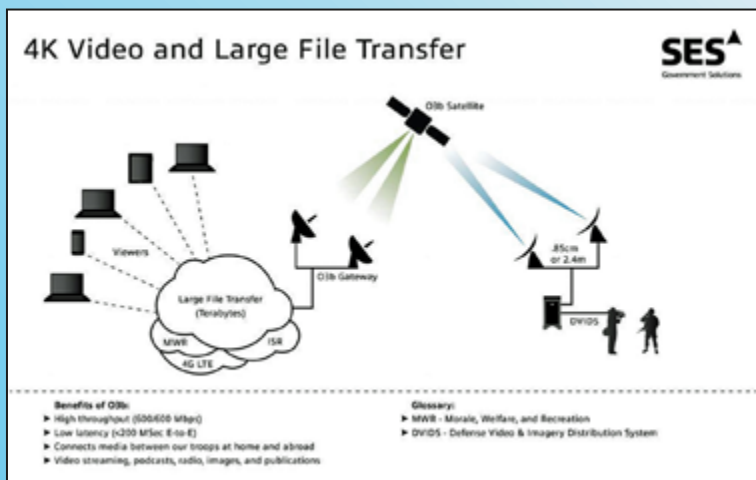 4K Video and Large File Transfer
SES
Government Solutions
O3b Satellite
Viewers
O3b Gateway
.85cm
or 2.4m
Large File Transfer
(Terabytes)
DVIDS
MWR
ISR
4G LTE
Benefits of O3b:
► High throughput (600/600 Mbps)
► Low latency (<200 MSec E-to-E)
► Connects media between our troops at home and abroad
► Video streaming, podcasts, radio, images, and publications
Glossary:
► MWR - Morale, Welfare, and Recreation
► DVIDS - Defense Video & Imagery Distribution System